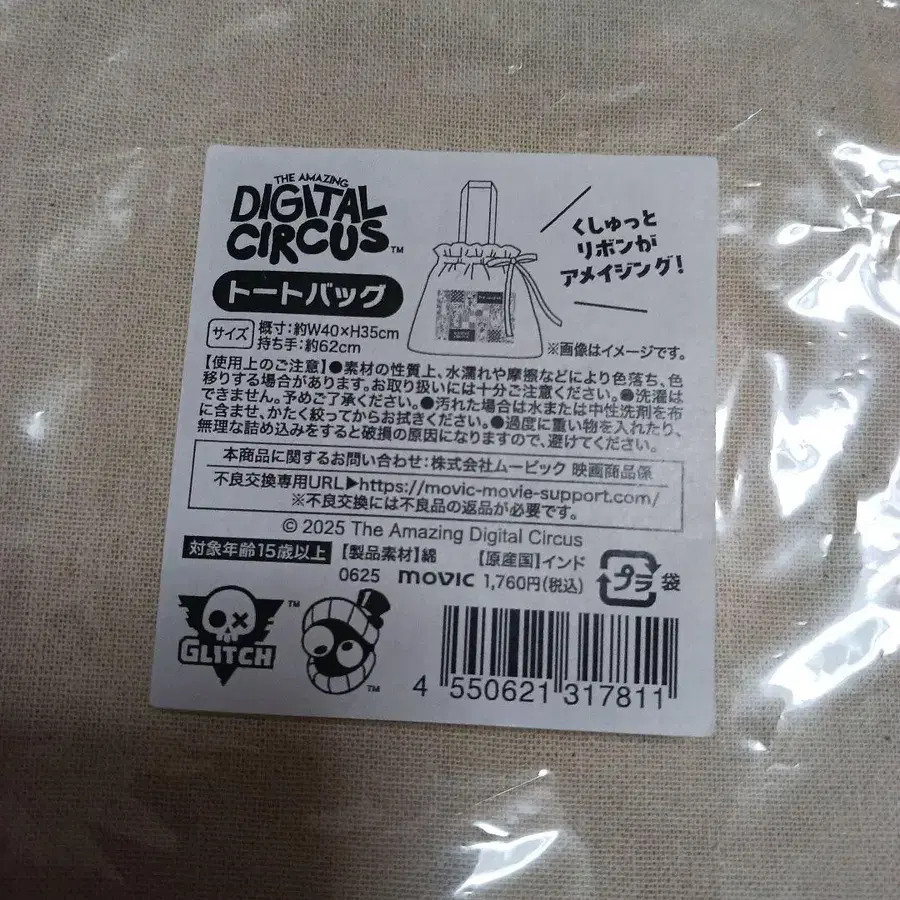 THE AMAZING
DIGITAL
CIRCUS™
トートバッグ
くしゅっと
リボンが
アメイジング!
サイズ 概寸:約W40×H35cm
持ち手:約62cm
※画像はイメージです。
【使用上のご注意】●素材の性質上、水濡れや摩擦などにより色落ち、色
移りする場合があります。お取り扱いには十分ご注意ください。●洗濯は
できません。予めご了承ください。●汚れた場合は水または中性洗剤を布
に含ませ、かたく絞ってからお拭きください。●過度に重い物を入れたり、
無理な詰め込みをすると破損の原因になりますので、避けてください。
本商品に関するお問い合わせ:株式会社ムービック 映画商品係
不良交換専用URL▶https://movic-movie-support.com/
※不良交換には不良品の返品が必要です。
© 2025 The Amazing Digital Circus
対象年齢15歳以上 【製品素材】綿 【原産国】インド
0625 movic 1,760円(税込)
プラ 袋
GLITCH ™
™
4 550621 317811